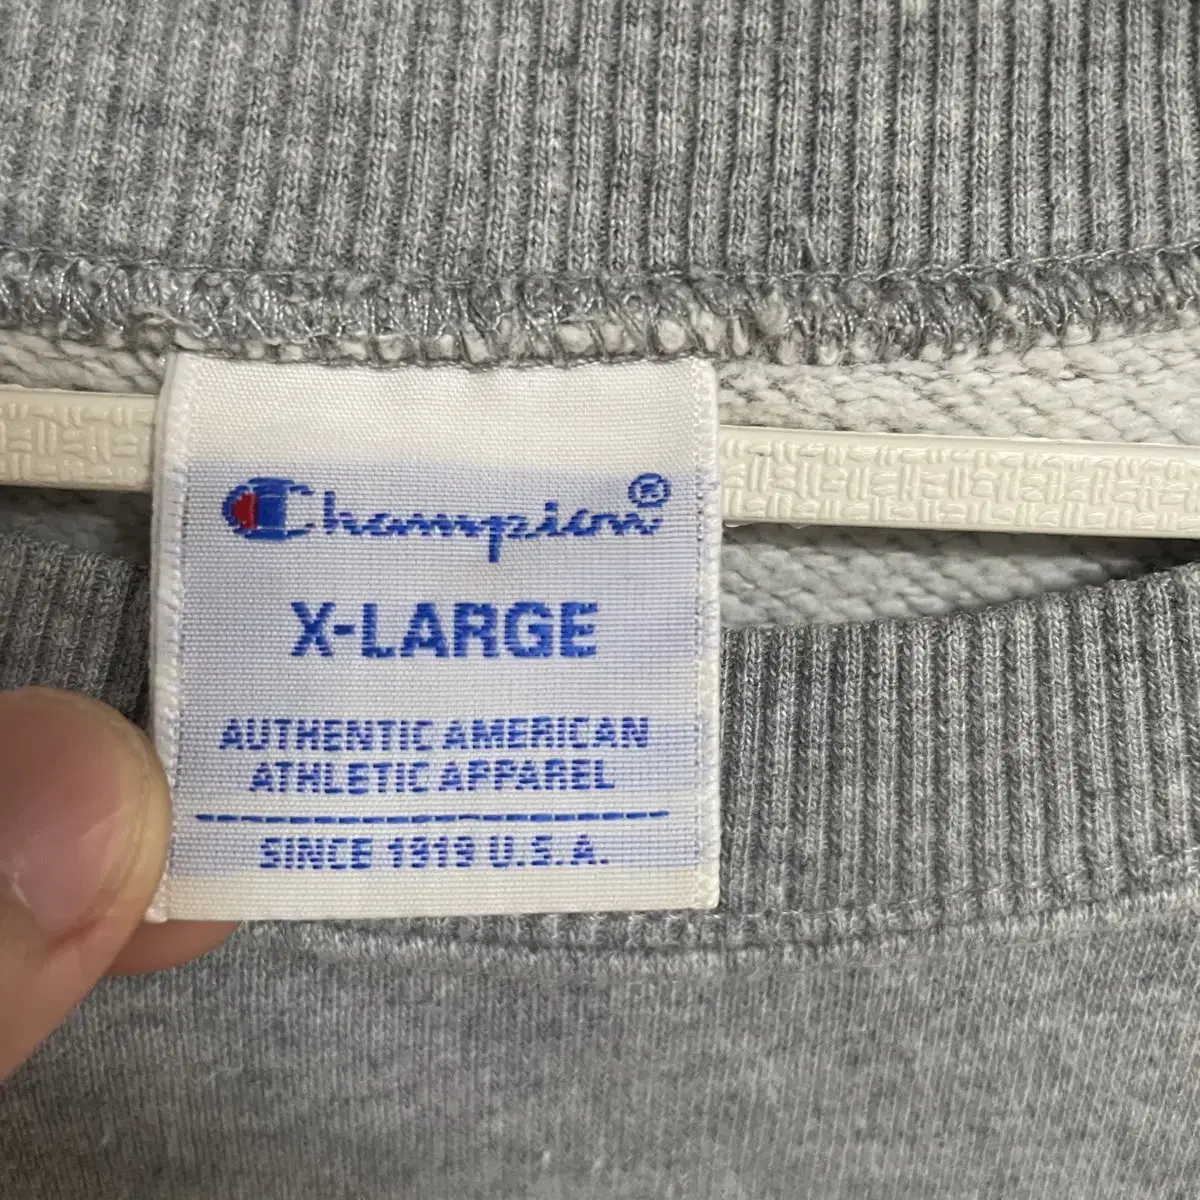 Champion®
X-LARGE
AUTHENTIC AMERICAN
ATHLETIC APPAREL
SINCE 1919 U.S.A.